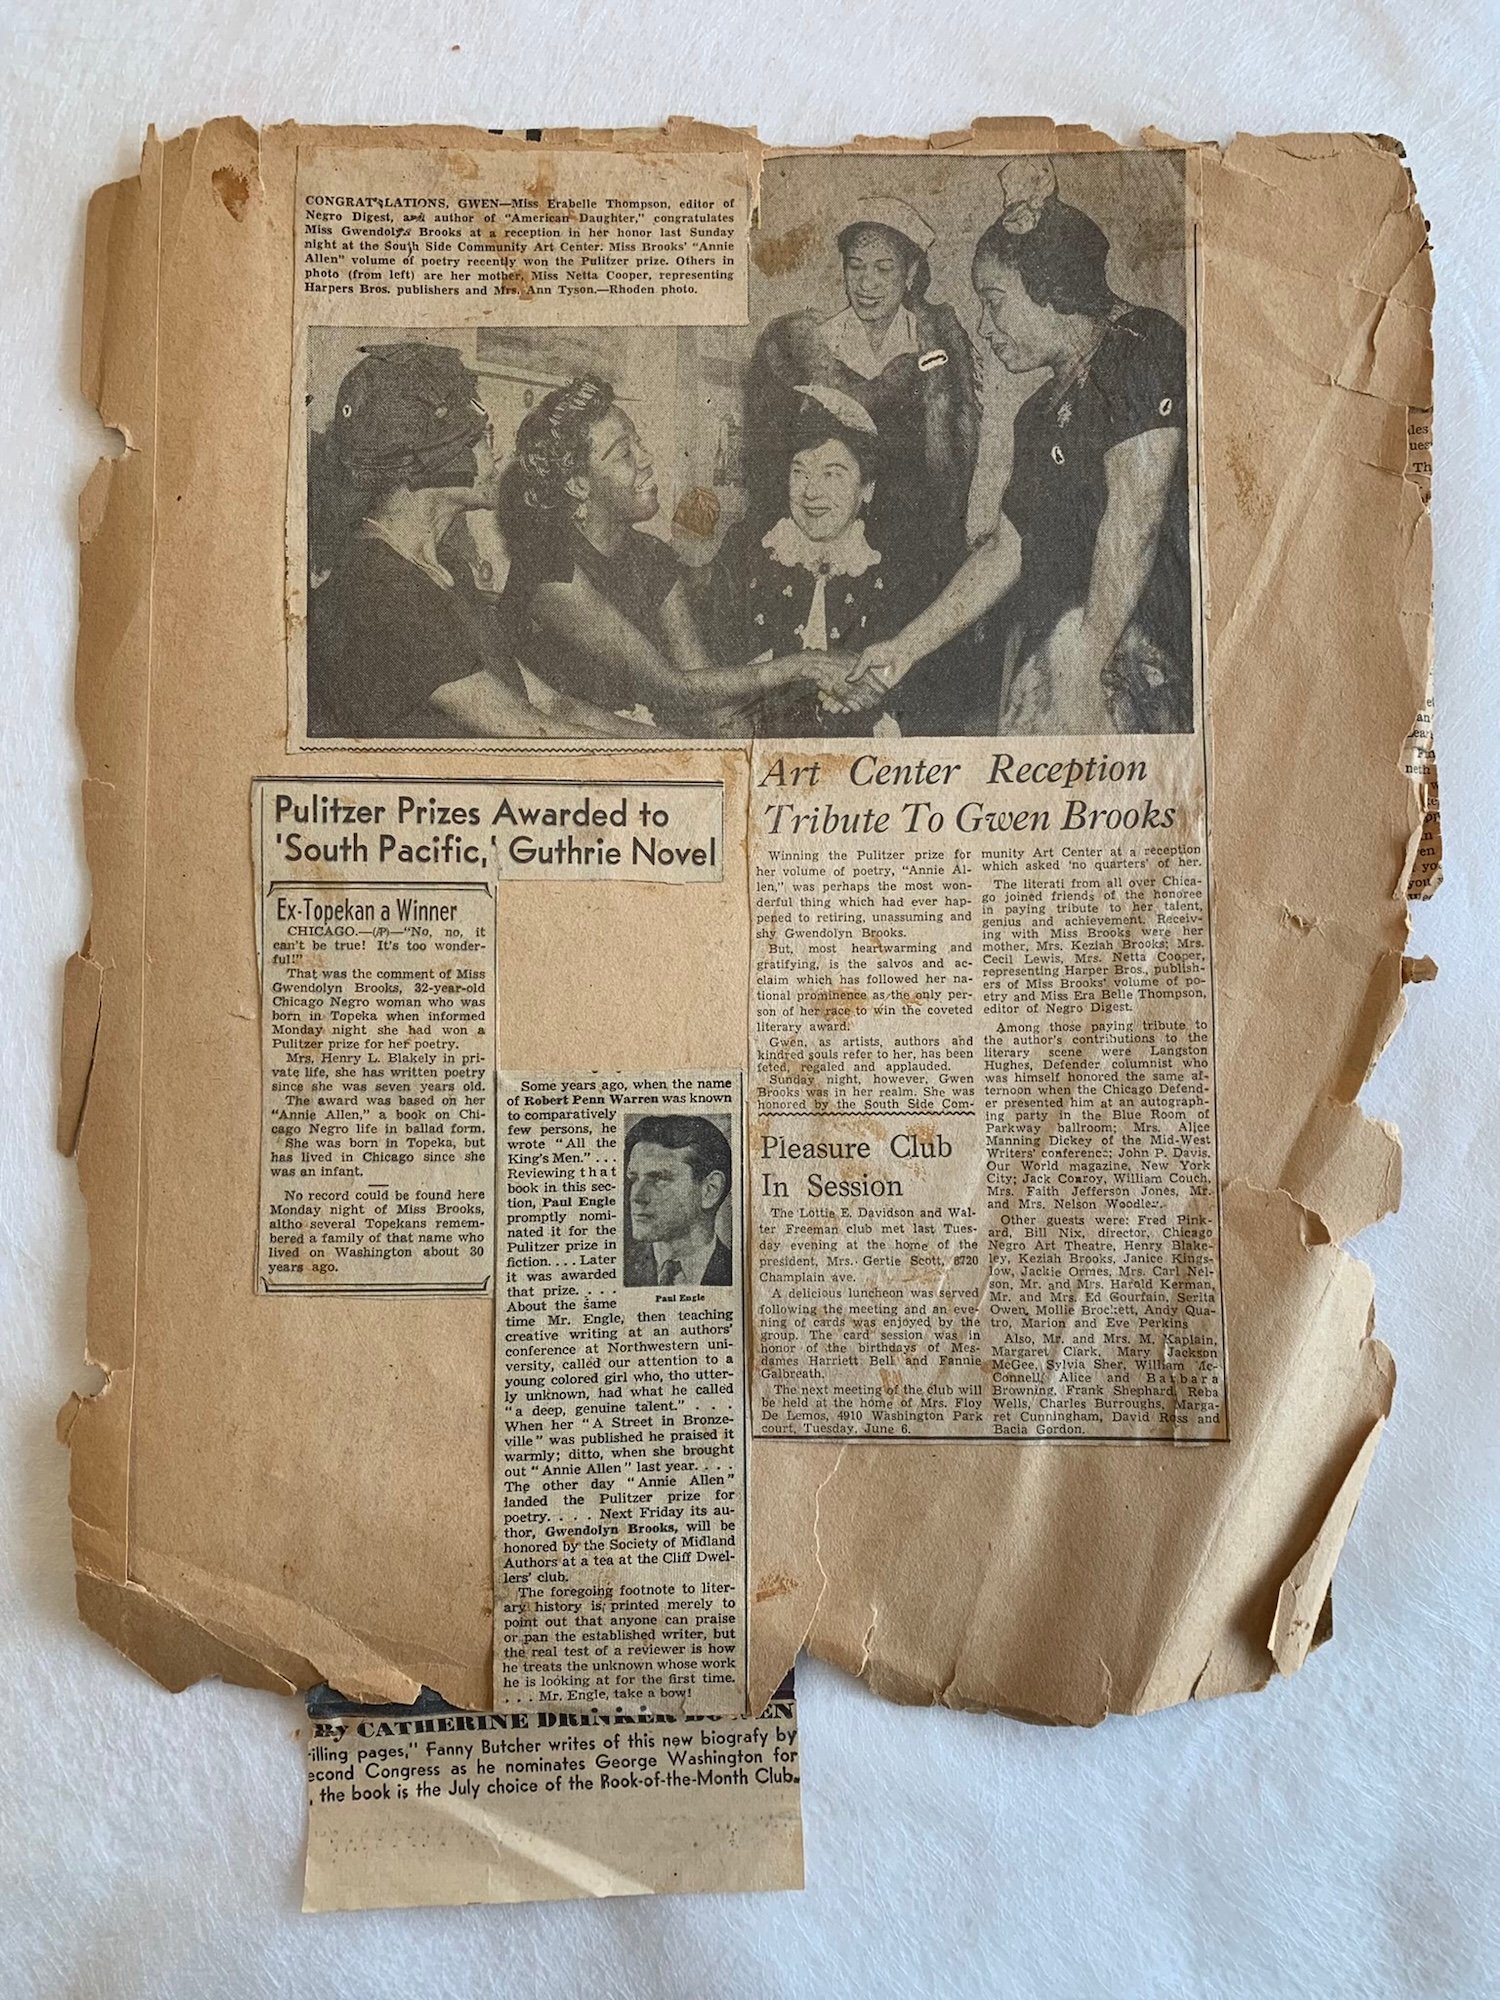 CONGRATULATIONS, GWEN—Miss Erabelle Thompson, editor of
Negro Digest, and author of "American Daughter," congratulates
Miss Gwendolyn Brooks at a reception in her honor last Sunday
night at the South Side Community Art Center. Miss Brooks' "Annie
Allen" volume of poetry recently won the Pulitzer prize. Others in
photo (from left) are her mother, Miss Netta Cooper, representing
Harpers Bros. publishers and Mrs. Ann Tyson.—Rhoden photo.
Pulitzer Prizes Awarded to
'South Pacific,' Guthrie Novel
Ex-Topekan a Winner
CHICAGO.—(AP)—"No, no, it
can't be true! It's too wonder-
ful!"
That was the comment of Miss
Gwendolyn Brooks, 32-year-old
Chicago Negro woman who was
born in Topeka when informed
Monday night she had won a
Pulitzer prize for her poetry.
Mrs. Henry L. Blakely in pri-
vate life, she has written poetry
since she was seven years old.
The award was based on her
"Annie Allen," a book on Chi-
cago Negro life in ballad form.
She was born in Topeka, but
has lived in Chicago since she
was an infant.
No record could be found here
Monday night of Miss Brooks,
altho several Topekans remem-
bered a family of that name who
lived on Washington about 30
years ago.
Some years ago, when the name
of Robert Penn Warren was known
to comparatively
few persons, he
wrote "All the
King's Men." . . .
Reviewing that
book in this sec-
tion, Paul Engle
promptly nomi-
nated it for the
Pulitzer prize in
fiction. . . . Later
it was awarded
that prize. . . .
About the same
Paul Engle
time Mr. Engle, then teaching
creative writing at an authors'
conference at Northwestern uni-
versity, called our attention to a
young colored girl who, tho utter-
ly unknown, had what he called
"a deep, genuine talent." . . .
When her "A Street in Bronze-
ville" was published he praised it
warmly; ditto, when she brought
out "Annie Allen" last year. . . .
The other day "Annie Allen"
landed the Pulitzer prize for
poetry. . . . Next Friday its au-
thor, Gwendolyn Brooks, will be
honored by the Society of Midland
Authors at a tea at the Cliff Dwel-
lers' club.
The foregoing footnote to liter-
ary history is printed merely to
point out that anyone can praise
or pan the established writer, but
the real test of a reviewer is how
he treats the unknown whose work
he is looking at for the first time.
. . . Mr. Engle, take a bow!
Art Center Reception
Tribute To Gwen Brooks
Winning the Pulitzer prize for
her volume of poetry, "Annie Al-
len," was perhaps the most won-
derful thing which had ever hap-
pened to retiring, unassuming and
shy Gwendolyn Brooks.
But, most heartwarming and
gratifying, is the salvos and ac-
claim which has followed her na-
tional prominence as the only per-
son of her race to win the coveted
literary award.
Gwen, as artists, authors and
kindred souls refer to her, has been
feted, regaled and applauded.
Sunday night, however, Gwen
Brooks was in her realm. She was
honored by the South Side Com-
munity Art Center at a reception
which asked 'no quarters' of her.
The literati from all over Chica-
go joined friends of the honoree
in paying tribute to her talent,
genius and achievement. Receiv-
ing with Miss Brooks were her
mother, Mrs. Keziah Brooks; Mrs.
Cecil Lewis, Mrs. Netta Cooper,
representing Harper Bros., publish-
ers of Miss Brooks' volume of po-
etry and Miss Era Belle Thompson,
editor of Negro Digest.
Among those paying tribute to
the author's contributions to the
literary scene were Langston
Hughes, Defender columnist who
was himself honored the same af-
ternoon when the Chicago Defend-
er presented him at an autograph-
ing party in the Blue Room of
Parkway ballroom; Mrs. Alice
Manning Dickey of the Mid-West
Writers' conference; John P. Davis,
Our World magazine, New York
City; Jack Conroy, William Couch,
Mrs. Faith Jefferson Jones, Mr.
and Mrs. Nelson Woodley.
Other guests were: Fred Pink-
ard, Bill Nix, director, Chicago
Negro Art Theatre, Henry Blake-
ley, Keziah Brooks, Janice Kings-
low, Jackie Ormes, Mrs. Carl Nel-
son, Mr. and Mrs. Harold Kerman,
Mr. and Mrs. Ed Gourfain, Serita
Owen, Mollie Brockett, Andy Qua-
tro, Marion and Eve Perkins
Also, Mr. and Mrs. M. Kaplain,
Margaret Clark, Mary Jackson
McGee, Sylvia Sher, William Mc-
Connell, Alice and Barbara
Browning, Frank Shephard, Reba
Wells, Charles Burroughs, Marga-
ret Cunningham, David Ross and
Bacia Gordon.
Pleasure Club
In Session
The Lottie E. Davidson and Wal-
ter Freeman club met last Tues-
day evening at the home of the
president, Mrs. Gertie Scott, 6720
Champlain ave.
A delicious luncheon was served
following the meeting and an eve-
ning of cards was enjoyed by the
group. The card session was in
honor of the birthdays of Mes-
dames Harriett Bell and Fannie
Galbreath.
The next meeting of the club will
be held at the home of Mrs. Floy
De Lemos, 4910 Washington Park
court, Tuesday, June 6.
By CATHERINE DRINKER BOWEN
rilling pages," Fanny Butcher writes of this new biografy by
econd Congress as he nominates George Washington for
, the book is the July choice of the Book-of-the-Month Club.